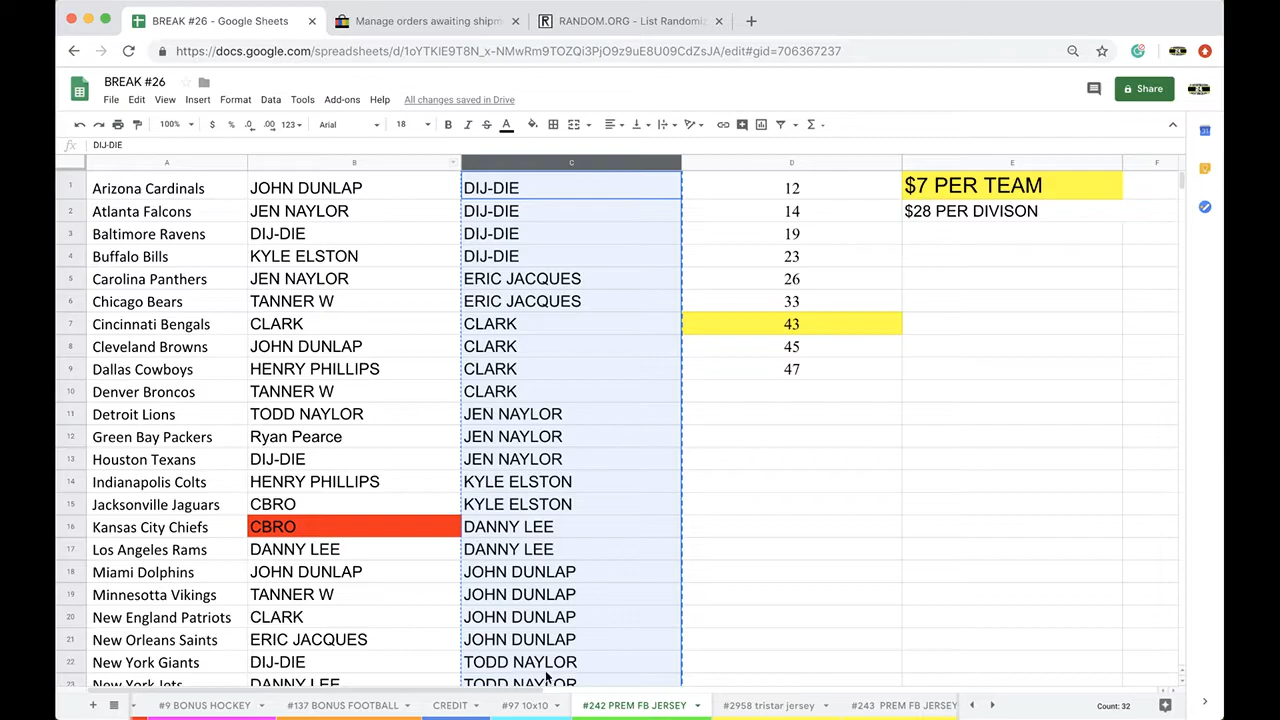 BREAK #26 - Google Sheets
Manage orders awaiting shipm
RANDOM.ORG - List Randomiz
https://docs.google.com/spreadsheets/d/1oYTKlE9T8N_x-NMwRm9TOZQi3PjO9z9uE8U09CdZsJA/edit#gid=706367237
BREAK #26
File Edit View Insert Format Data Tools Add-ons Help All changes saved in Drive
Share
100% $ % .0 .00 123 Arial 18 B I S A
fx DIJ-DIE
A B C D E F
1 Arizona Cardinals JOHN DUNLAP DIJ-DIE 12 $7 PER TEAM
2 Atlanta Falcons JEN NAYLOR DIJ-DIE 14 $28 PER DIVISON
3 Baltimore Ravens DIJ-DIE DIJ-DIE 19
4 Buffalo Bills KYLE ELSTON DIJ-DIE 23
5 Carolina Panthers JEN NAYLOR ERIC JACQUES 26
6 Chicago Bears TANNER W ERIC JACQUES 33
7 Cincinnati Bengals CLARK CLARK 43
8 Cleveland Browns JOHN DUNLAP CLARK 45
9 Dallas Cowboys HENRY PHILLIPS CLARK 47
10 Denver Broncos TANNER W CLARK
11 Detroit Lions TODD NAYLOR JEN NAYLOR
12 Green Bay Packers Ryan Pearce JEN NAYLOR
13 Houston Texans DIJ-DIE JEN NAYLOR
14 Indianapolis Colts HENRY PHILLIPS KYLE ELSTON
15 Jacksonville Jaguars CBRO KYLE ELSTON
16 Kansas City Chiefs CBRO DANNY LEE
17 Los Angeles Rams DANNY LEE DANNY LEE
18 Miami Dolphins JOHN DUNLAP JOHN DUNLAP
19 Minnesotta Vikings TANNER W JOHN DUNLAP
20 New England Patriots CLARK JOHN DUNLAP
21 New Orleans Saints ERIC JACQUES JOHN DUNLAP
22 New York Giants DIJ-DIE TODD NAYLOR
23 New York Jets DANNY LEE TODD NAYLOR
#9 BONUS HOCKEY #137 BONUS FOOTBALL CREDIT #97 10x10 #242 PREM FB JERSEY #2958 tristar jersey #243 PREM FB JERSEY Count: 32